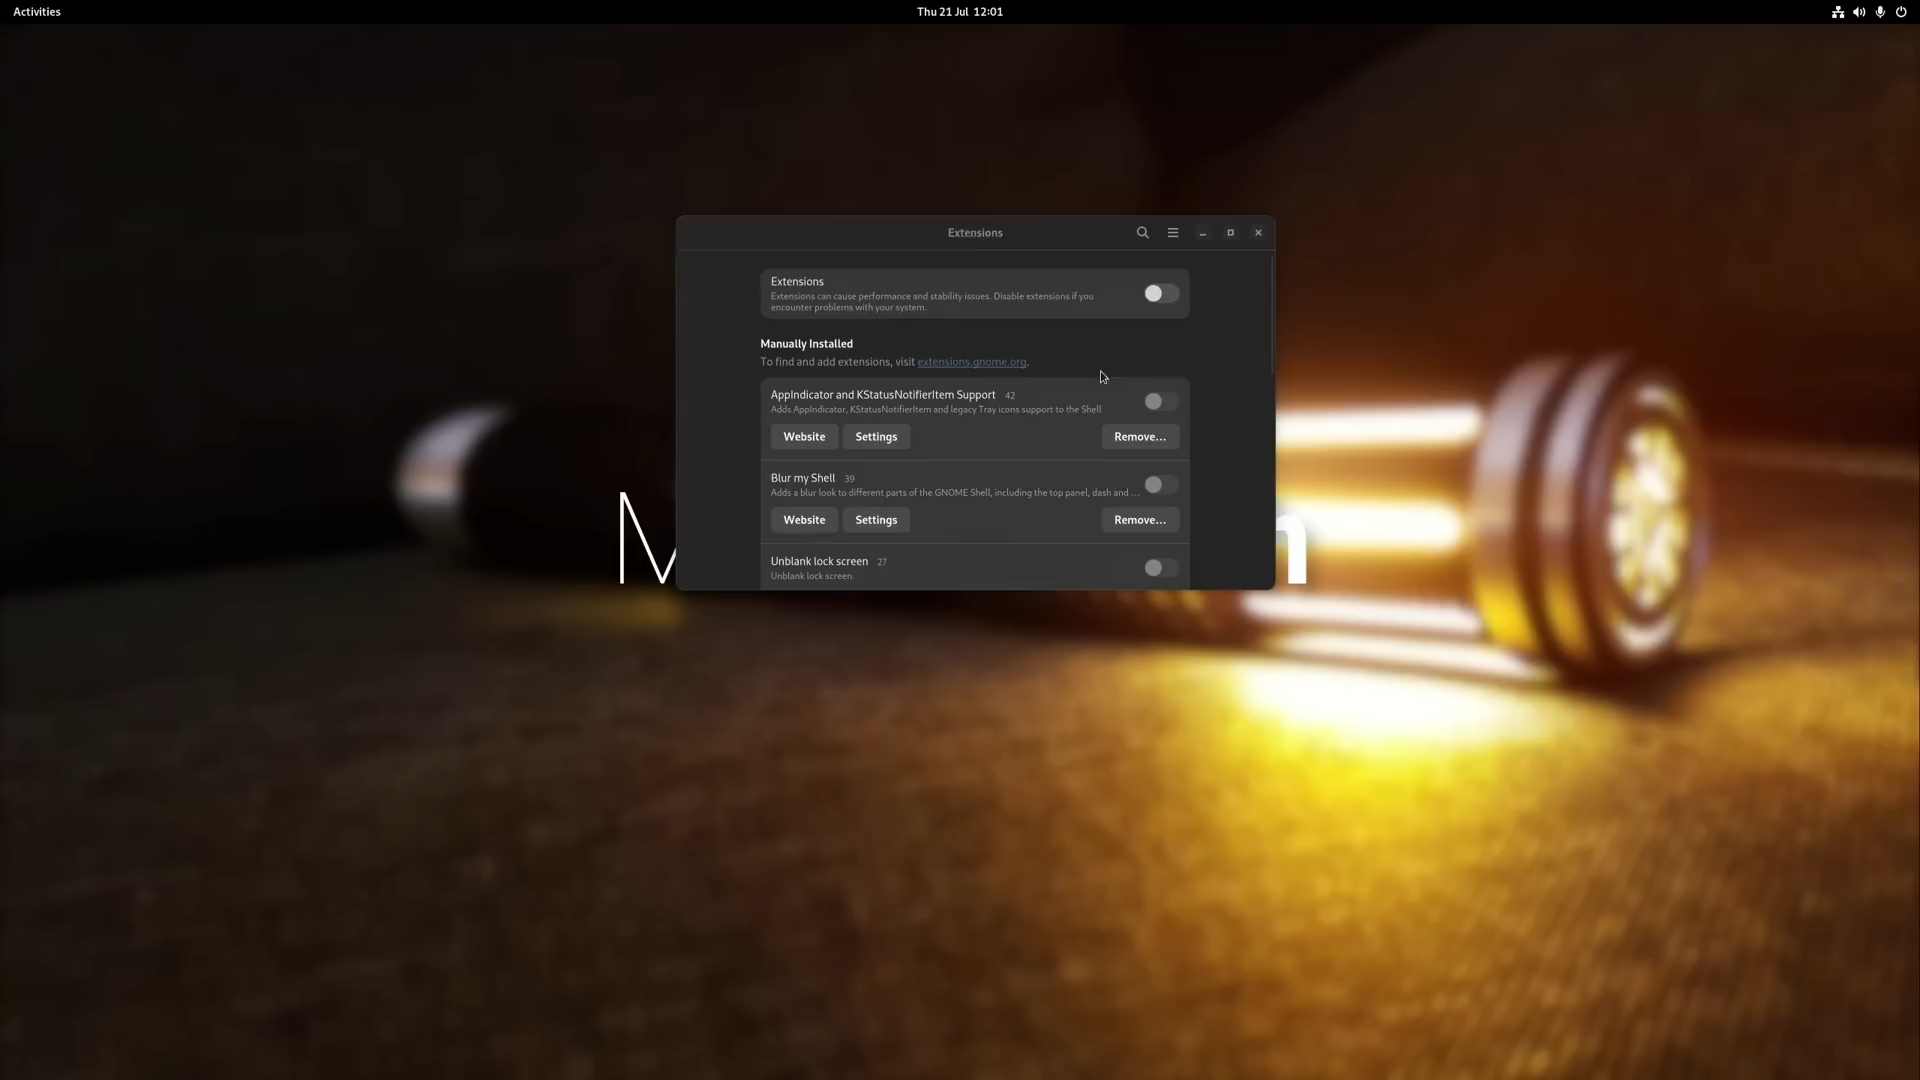 Activities
Thu 21 Jul 12:01
Extensions
Extensions
Extensions can cause performance and stability issues. Disable extensions if you
encounter problems with your system.
Manually Installed
To find and add extensions, visit extensions.gnome.org.
AppIndicator and KStatusNotifierItem Support 42
Adds AppIndicator, KStatusNotifierItem and legacy Tray icons support to the Shell
Website Settings Remove...
Blur my Shell 39
Adds a blur look to different parts of the GNOME Shell, including the top panel, dash and ...
Website Settings Remove...
Unblank lock screen 27
Unblank lock screen.